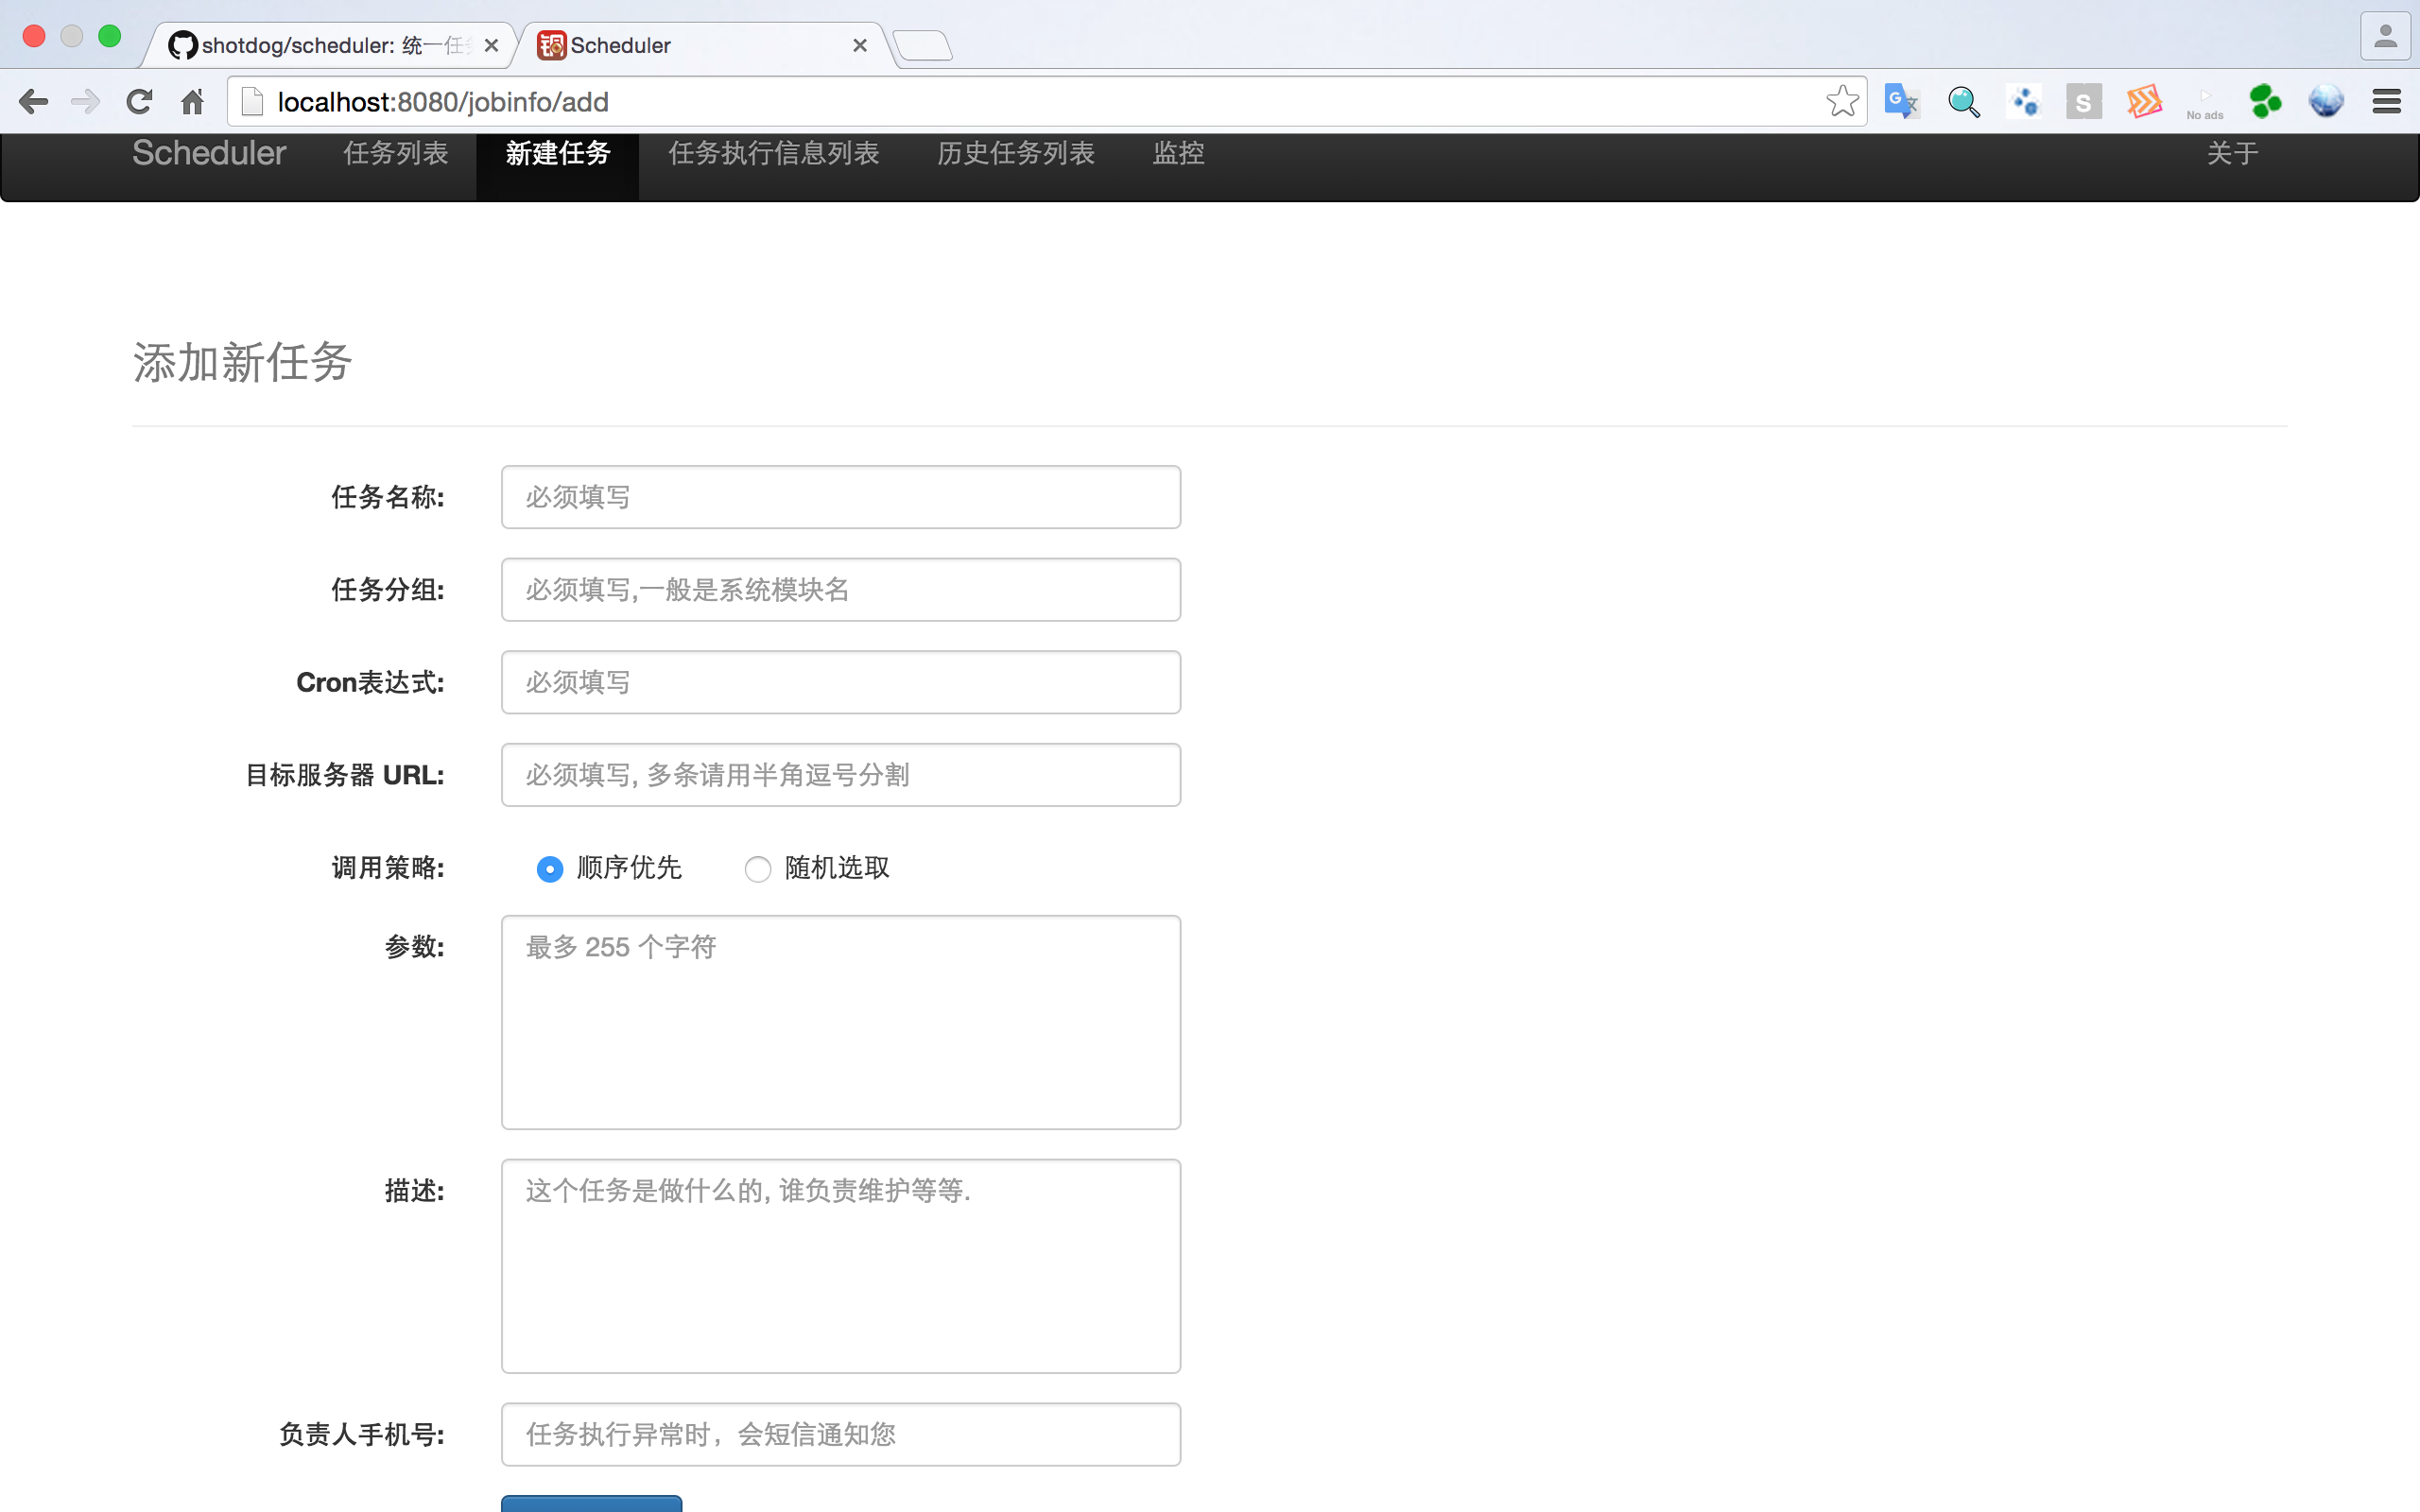 shotdog/scheduler: 统一任
Scheduler
localhost:8080/jobinfo/add
No ads
Scheduler 任务列表 新建任务 任务执行信息列表 历史任务列表 监控 关于
添加新任务
任务名称: 必须填写
任务分组: 必须填写,一般是系统模块名
Cron表达式: 必须填写
目标服务器 URL: 必须填写, 多条请用半角逗号分割
调用策略: 顺序优先 随机选取
参数: 最多 255 个字符
描述: 这个任务是做什么的, 谁负责维护等等.
负责人手机号: 任务执行异常时，会短信通知您